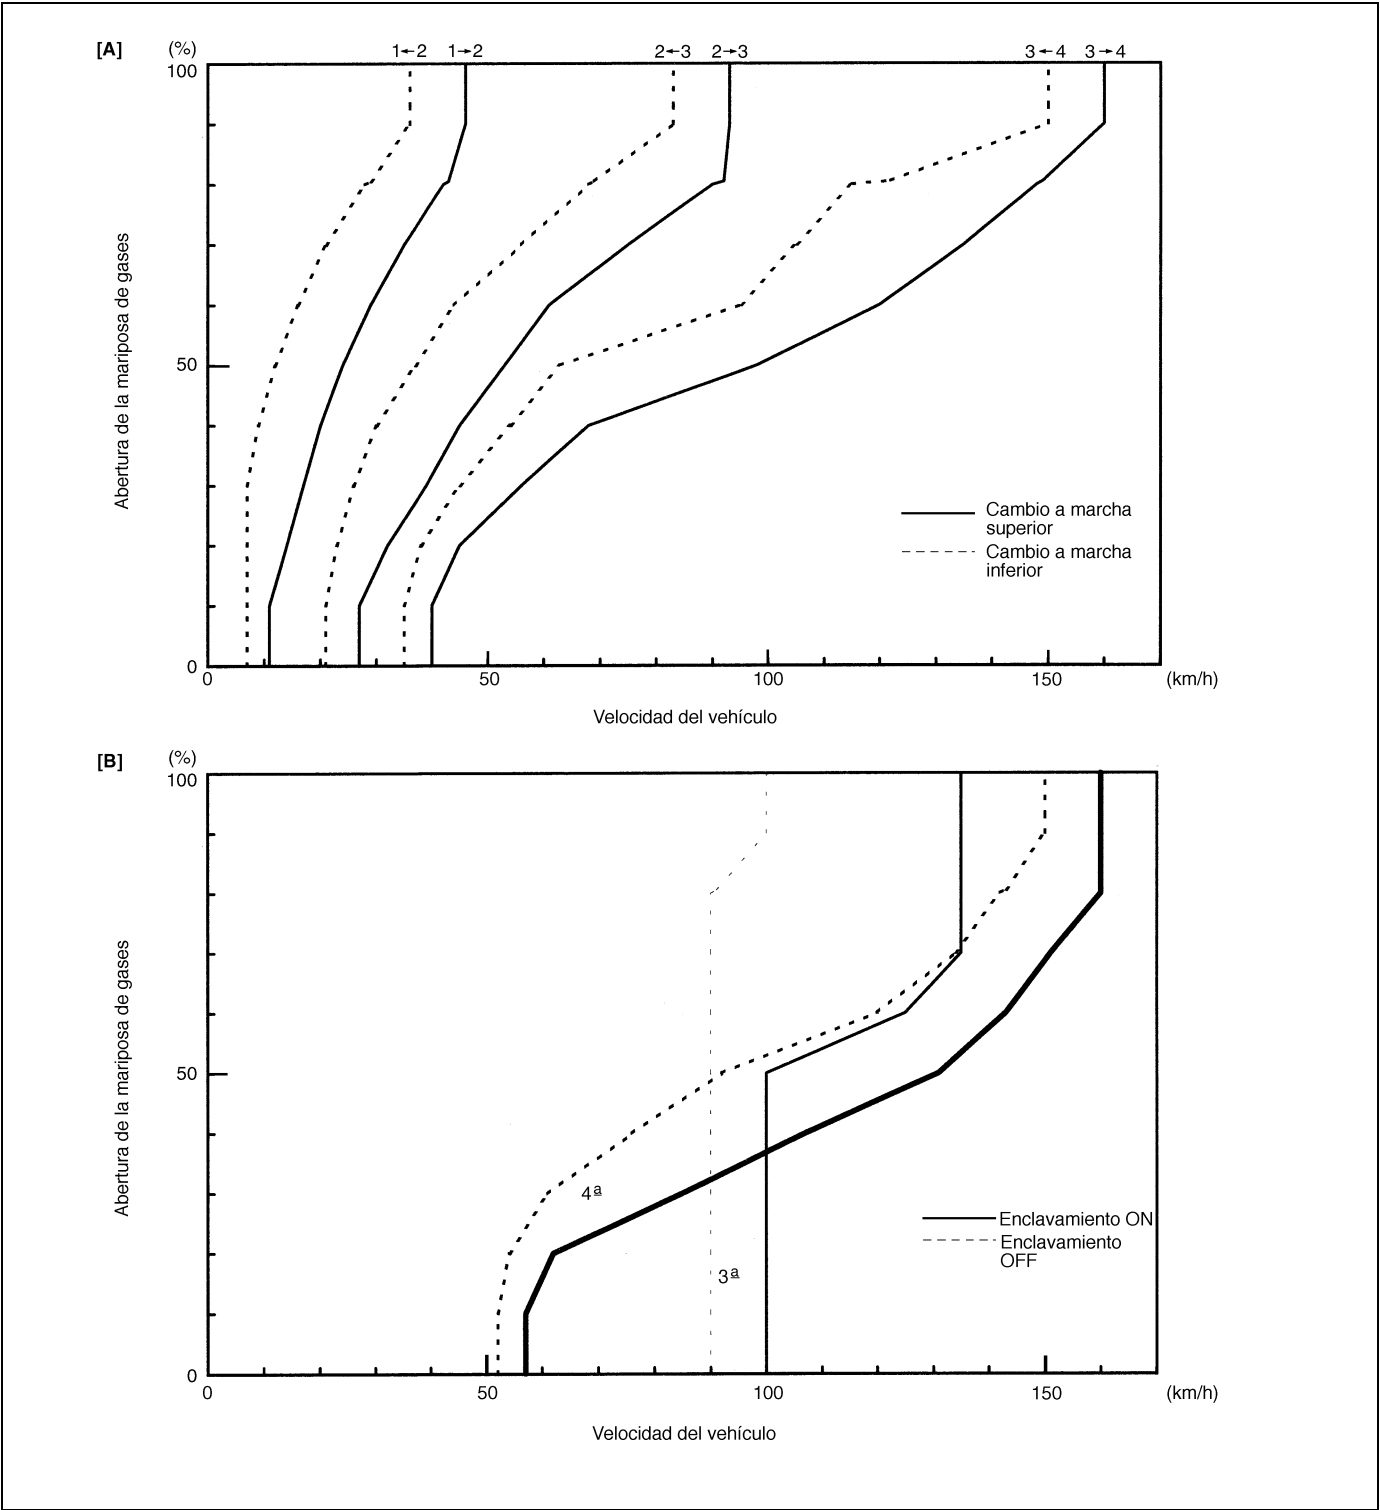 [A]
(%)
1←2 1→2 2←3 2→3 3←4 3→4
100
50
0
Abertura de la mariposa de gases
Cambio a marcha
superior
Cambio a marcha
inferior
0 50 100 150 (km/h)
Velocidad del vehículo
[B]
(%)
100
50
0
Abertura de la mariposa de gases
4ª
3ª
Enclavamiento ON
Enclavamiento
OFF
0 50 100 150 (km/h)
Velocidad del vehículo